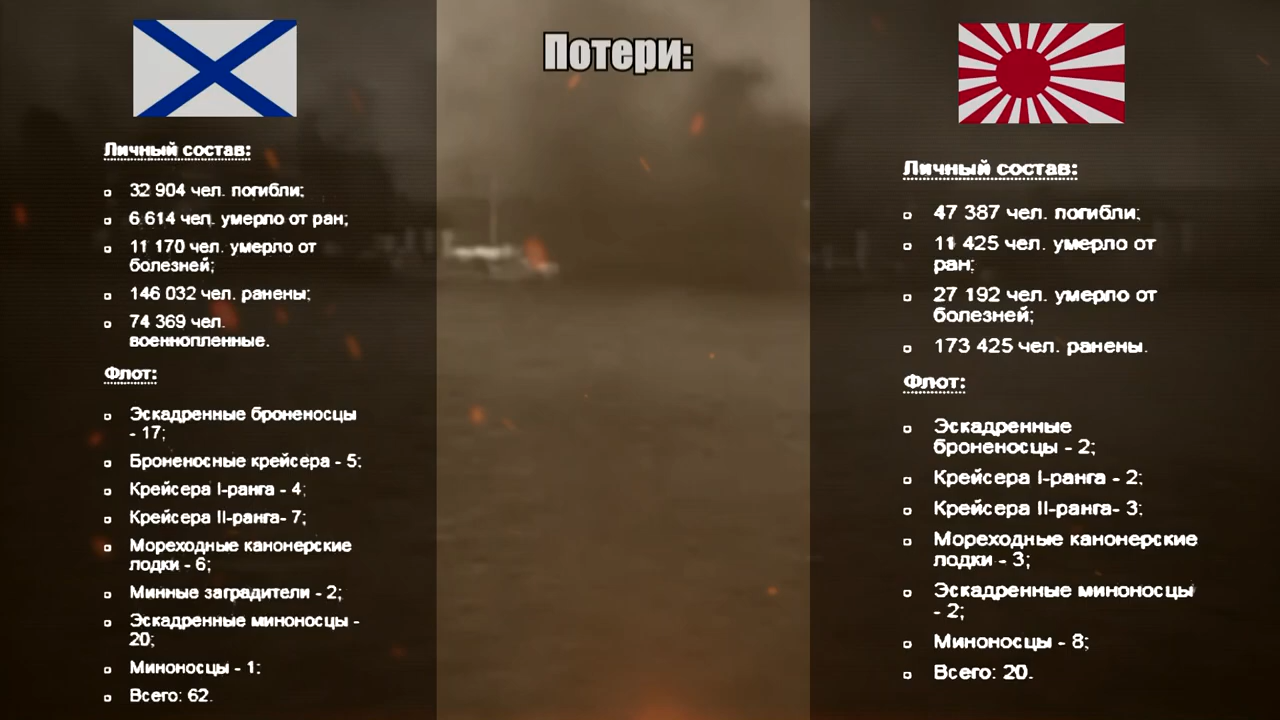 Потери:
Личный состав:
32 904 чел. погибли;
6 614 чел. умерло от ран;
11 170 чел. умерло от
болезней;
146 032 чел. ранены;
74 369 чел.
военнопленные.
Флот:
Эскадренные броненосцы
- 17;
Броненосные крейсера - 5;
Крейсера I-ранга - 4;
Крейсера II-ранга- 7;
Мореходные канонерские
лодки - 6;
Минные заградители - 2;
Эскадренные миноносцы -
20;
Миноносцы - 1;
Всего: 62.
Личный состав:
47 387 чел. погибли;
11 425 чел. умерло от
ран;
27 192 чел. умерло от
болезней;
173 425 чел. ранены.
Флот:
Эскадренные
броненосцы - 2;
Крейсера I-ранга - 2;
Крейсера II-ранга- 3;
Мореходные канонерские
лодки - 3;
Эскадренные миноносцы
- 2;
Миноносцы - 8;
Всего: 20.